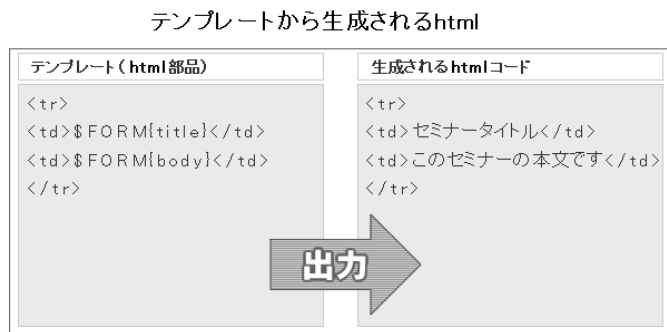 テンプレートから生成されるhtml
テンプレート(html部品)
<tr>
<td>$FORM{title}</td>
<td>$FORM{body}</td>
</tr>
生成されるhtmlコード
<tr>
<td>セミナータイトル</td>
<td>このセミナーの本文です</td>
</tr>
出力